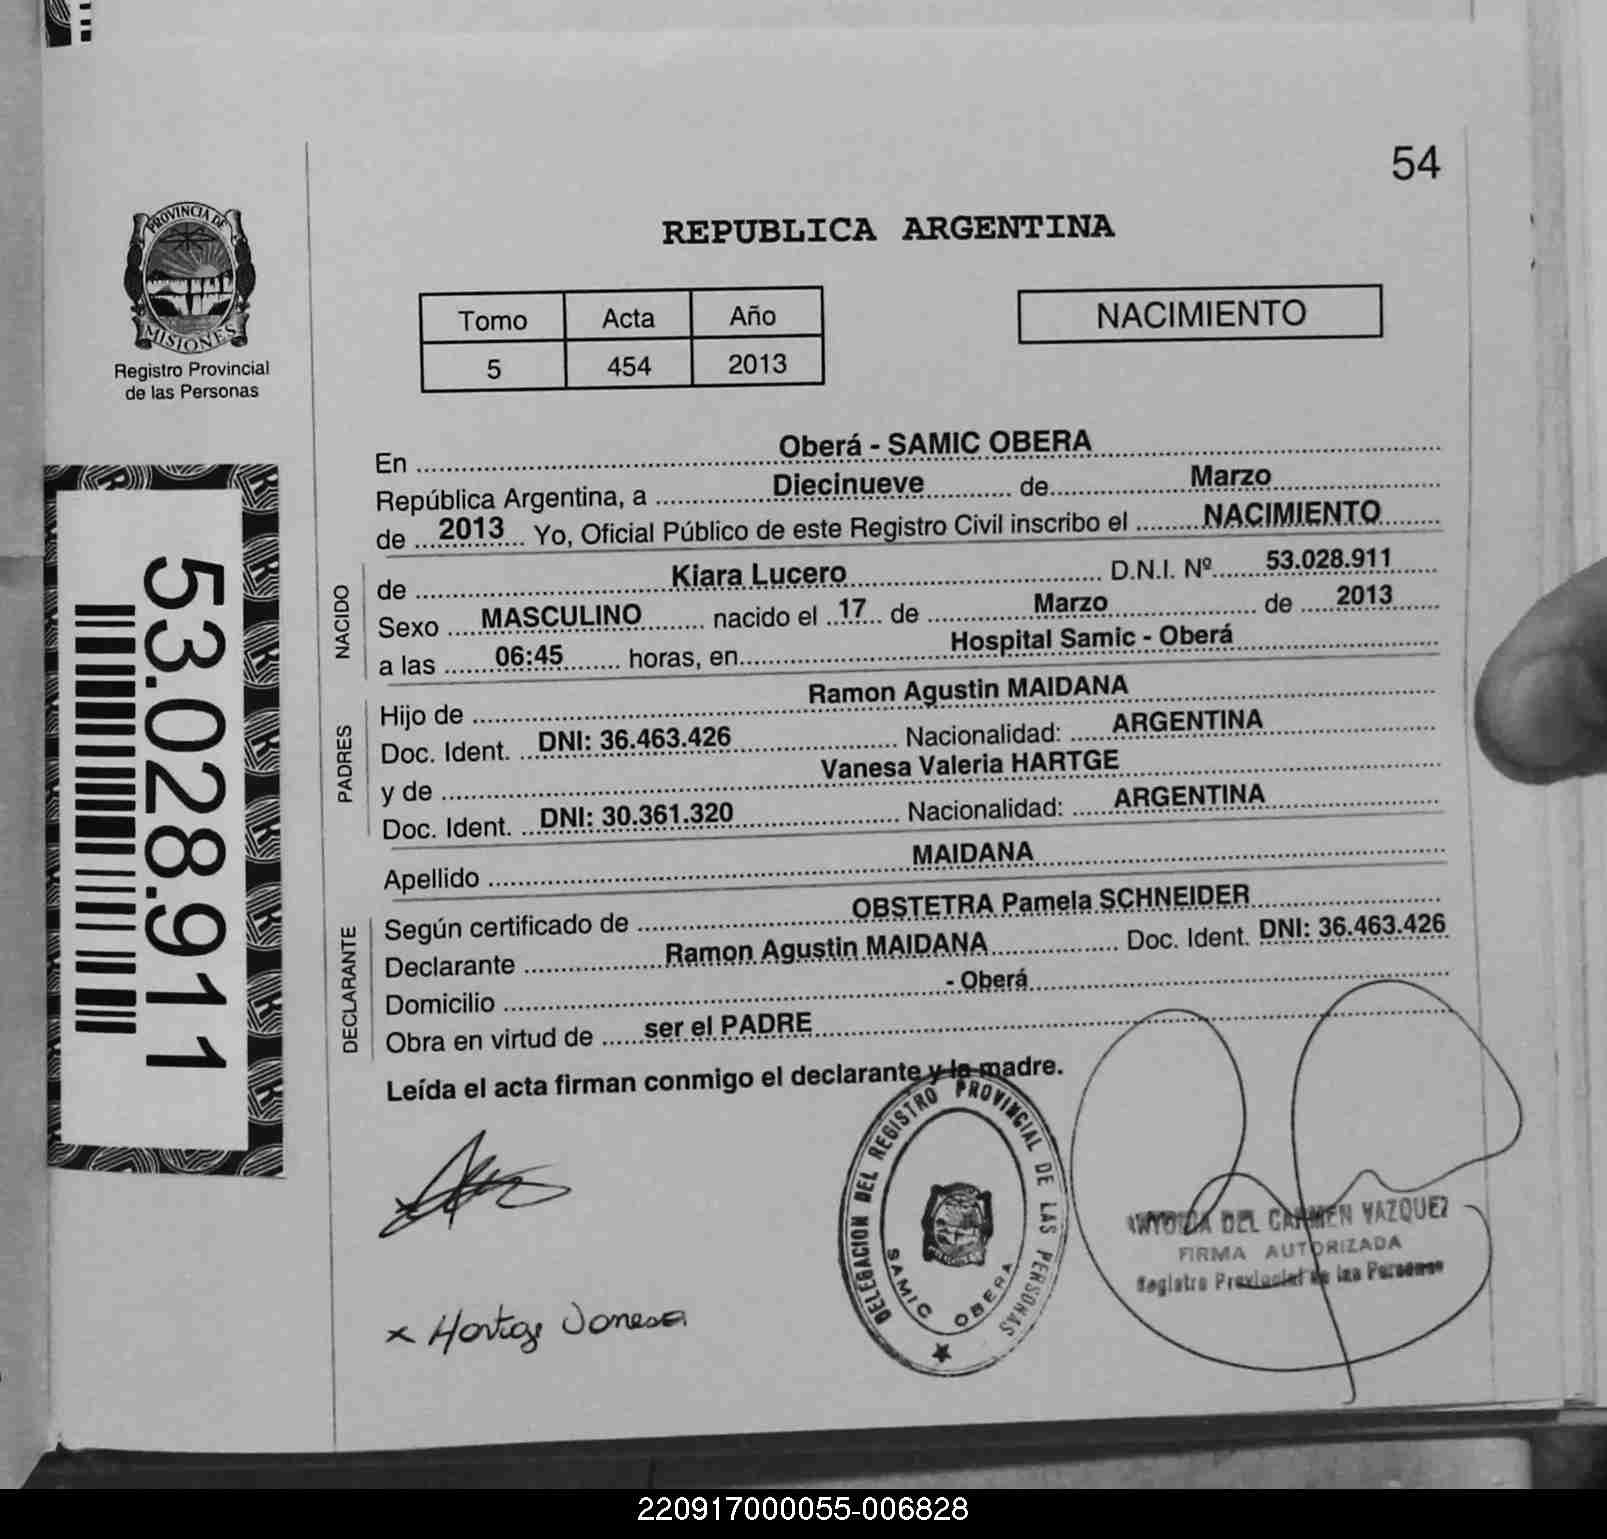 54
PROVINCIA DE
MISIONES
Registro Provincial
de las Personas
REPUBLICA ARGENTINA
Tomo Acta Año
5 454 2013
NACIMIENTO
53.028.911
En Oberá - SAMIC OBERA
República Argentina, a Diecinueve de Marzo
de 2013 Yo, Oficial Público de este Registro Civil inscribo el NACIMIENTO
NACIDO
de Kiara Lucero D.N.I. Nº 53.028.911
Sexo MASCULINO nacido el 17 de Marzo de 2013
a las 06:45 horas, en Hospital Samic - Oberá
PADRES
Hijo de Ramon Agustin MAIDANA
Doc. Ident. DNI: 36.463.426 Nacionalidad: ARGENTINA
y de Vanesa Valeria HARTGE
Doc. Ident. DNI: 30.361.320 Nacionalidad: ARGENTINA
Apellido MAIDANA
DECLARANTE
Según certificado de OBSTETRA Pamela SCHNEIDER
Declarante Ramon Agustin MAIDANA Doc. Ident. DNI: 36.463.426
Domicilio - Oberá
Obra en virtud de ser el PADRE
Leída el acta firman conmigo el declarante y la madre.
DELEGACION DEL REGISTRO PROVINCIAL DE LAS PERSONAS
SAMIC OBERA
DEL CARMEN VAZQUEZ
FIRMA AUTORIZADA
Registro Provincial de las Personas
x Hartge Vanesa
220917000055-006828